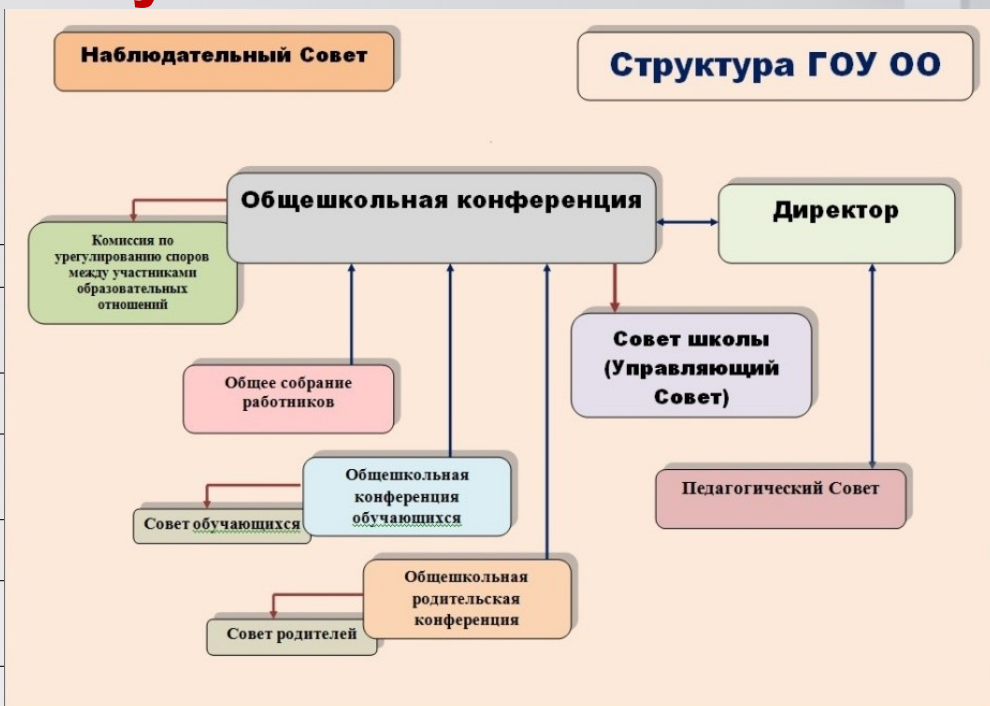 Наблюдательный Совет
Структура ГОУ ОО
Общешкольная конференция
Директор
Комиссия по
урегулированию споров
между участниками
образовательных
отношений
Совет школы
(Управляющий
Совет)
Общее собрание
работников
Общешкольная
конференция
обучающихся
Педагогический Совет
Совет обучающихся
Общешкольная
родительская
конференция
Совет родителей